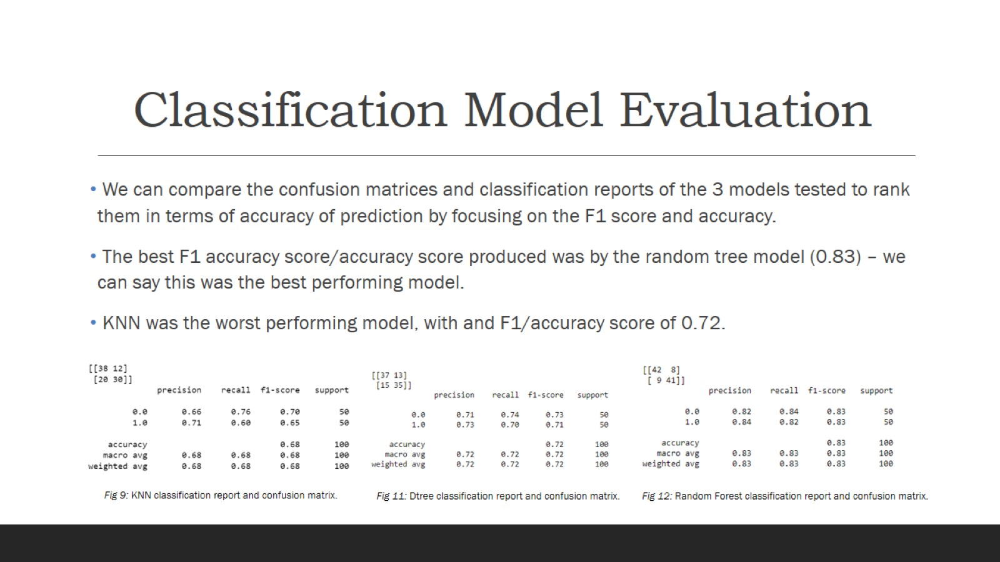 Classification Model Evaluation
• We can compare the confusion matrices and classification reports of the 3 models tested to rank
them in terms of accuracy of prediction by focusing on the F1 score and accuracy.
• The best F1 accuracy score/accuracy score produced was by the random tree model (0.83) – we
can say this was the best performing model.
• KNN was the worst performing model, with and F1/accuracy score of 0.72.
[[38 12]
[20 30]]
precision recall f1-score support
0.0 0.66 0.76 0.70 50
1.0 0.71 0.60 0.65 50
accuracy 0.68 100
macro avg 0.68 0.68 0.68 100
weighted avg 0.68 0.68 0.68 100
Fig 9: KNN classification report and confusion matrix.
[[37 13]
[15 35]]
precision recall f1-score support
0.0 0.71 0.74 0.73 50
1.0 0.73 0.70 0.71 50
accuracy 0.72 100
macro avg 0.72 0.72 0.72 100
weighted avg 0.72 0.72 0.72 100
Fig 11: Dtree classification report and confusion matrix.
[[42 8]
[ 9 41]]
precision recall f1-score support
0.0 0.82 0.84 0.83 50
1.0 0.84 0.82 0.83 50
accuracy 0.83 100
macro avg 0.83 0.83 0.83 100
weighted avg 0.83 0.83 0.83 100
Fig 12: Random Forest classification report and confusion matrix.